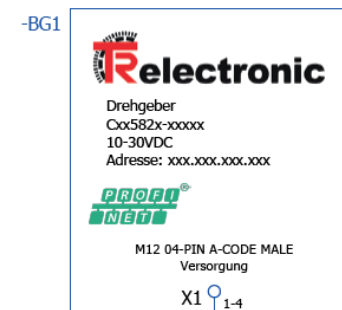 -BG1
TRelectronic
Drehgeber
Cxx582x-xxxxx
10-30VDC
Adresse: xxx.xxx.xxx.xxx
PROFI®
NET
M12 04-PIN A-CODE MALE
Versorgung
X1 1-4